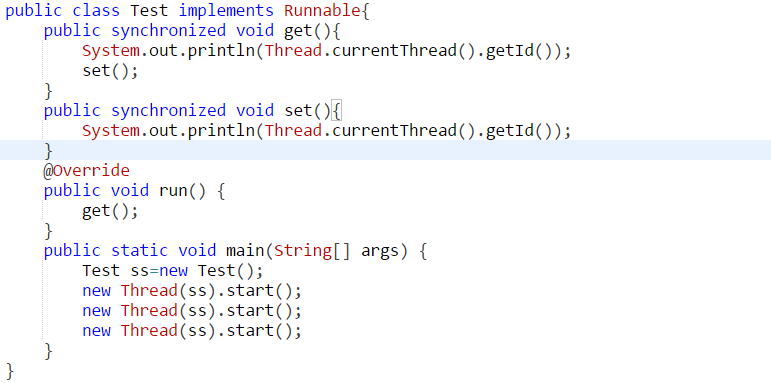 public class Test implements Runnable{
    public synchronized void get(){
        System.out.println(Thread.currentThread().getId());
        set();
    }
    public synchronized void set(){
        System.out.println(Thread.currentThread().getId());
    }
    @Override
    public void run() {
        get();
    }
    public static void main(String[] args) {
        Test ss=new Test();
        new Thread(ss).start();
        new Thread(ss).start();
        new Thread(ss).start();
    }
}